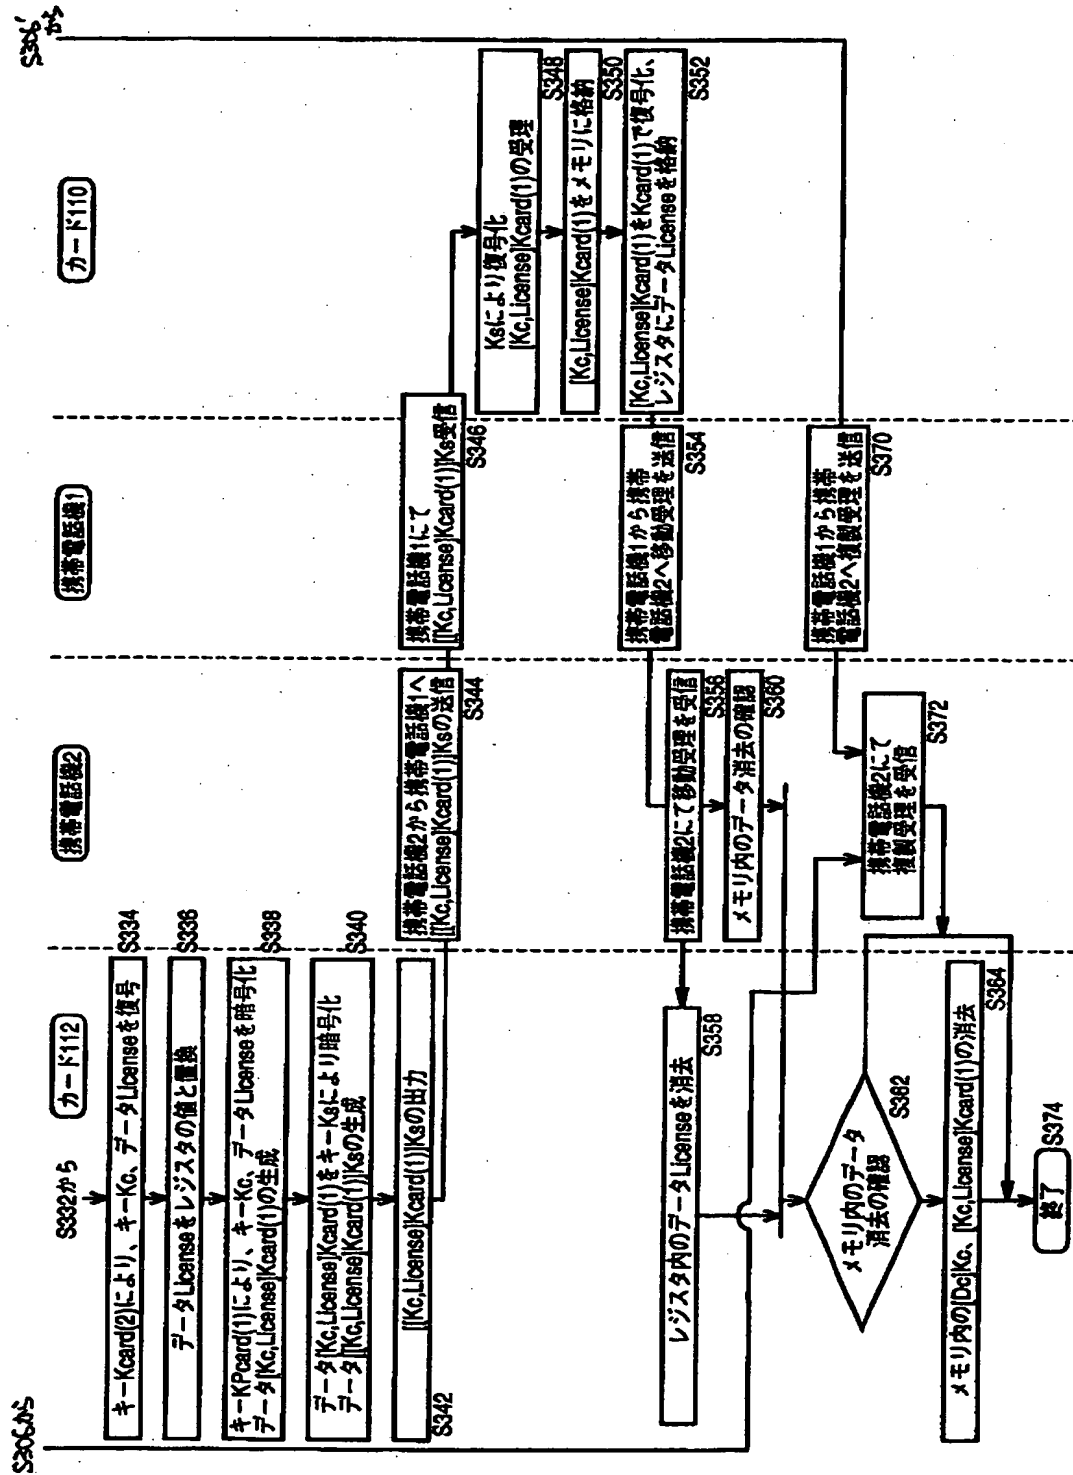 カード112
携帯電話機2
携帯電話機1
カード110
S306から
S332から
S306'
から
キーKcard(2)により、キーKc、データLicenseを復号
S334
データLicenseをレジスタの値と置換
S336
キーKPcard(1)により、キーKc、データLicenseを暗号化
データ[Kc,License]Kcard(1)の生成
S338
データ[Kc,License]Kcard(1)をキーKsにより暗号化
データ[[Kc,License]Kcard(1)]Ksの生成
S340
[[Kc,License]Kcard(1)]Ksの出力
S342
携帯電話機2から携帯電話機1へ
[[Kc,License]Kcard(1)]Ksの送信
S344
携帯電話機1にて
[[Kc,License]Kcard(1)]Ks受信
S346
Ksにより復号化
[Kc,License]Kcard(1)の受理
S348
[Kc,License]Kcard(1)をメモリに格納
S350
[Kc,License]Kcard(1)をKcard(1)で復号化、
レジスタにデータLicenseを格納
S352
携帯電話機1から携帯
電話機2へ移動受理を送信
S354
携帯電話機2にて移動受理を受信
S356
レジスタ内のデータLicenseを消去
S358
メモリ内のデータ消去の確認
S360
メモリ内のデータ
消去の確認
S362
メモリ内の[Dc]Kc、[Kc,License]Kcard(1)の消去
S364
携帯電話機1から携帯
電話機2へ複製受理を送信
S370
携帯電話機2にて
複製受理を受信
S372
終了
S374